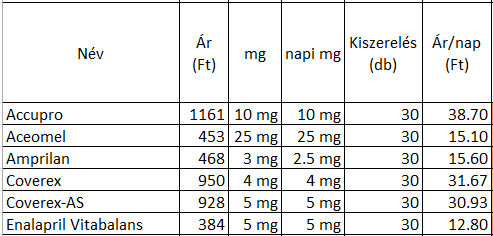 Név Ár (Ft) mg napi mg Kiszerelés (db) Ár/nap (Ft)
Accupro 1161 10 mg 10 mg 30 38.70
Aceomel 453 25 mg 25 mg 30 15.10
Amprilan 468 3 mg 2.5 mg 30 15.60
Coverex 950 4 mg 4 mg 30 31.67
Coverex-AS 928 5 mg 5 mg 30 30.93
Enalapril Vitabalans 384 5 mg 5 mg 30 12.80